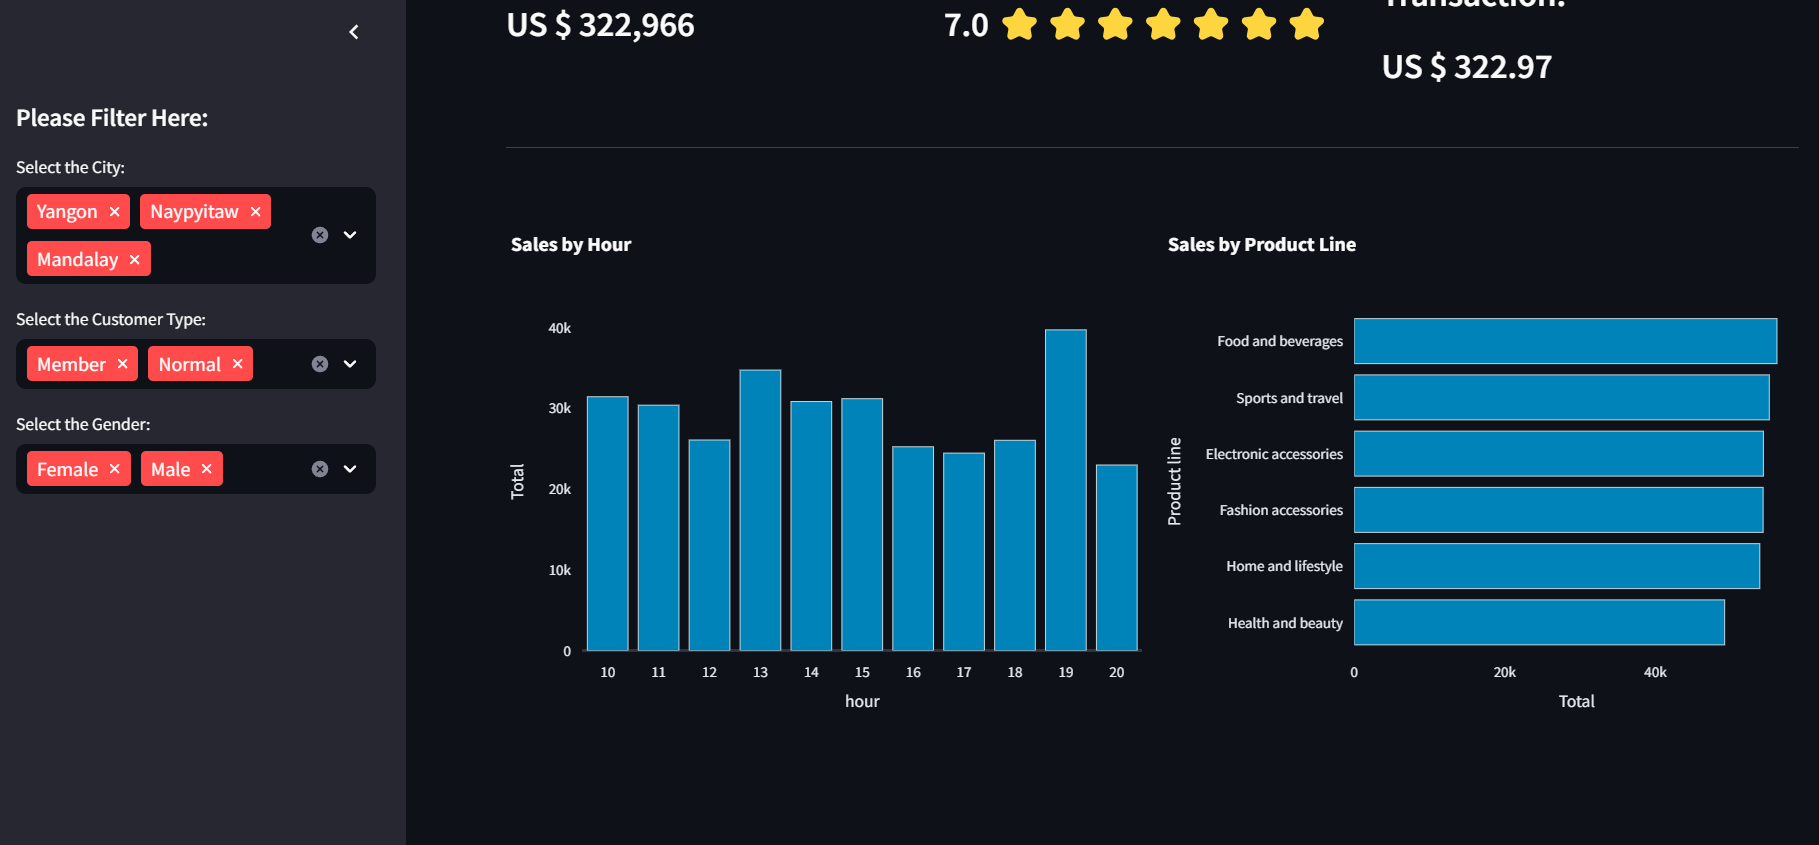 Please Filter Here:
Select the City:
Yangon
Naypyitaw
Mandalay
Select the Customer Type:
Member
Normal
Select the Gender:
Female
Male
US $ 322,966
7.0
Transaction:
US $ 322.97
Sales by Hour
40k
30k
20k
10k
0
Total
10 11 12 13 14 15 16 17 18 19 20
hour
Sales by Product Line
Product line
Food and beverages
Sports and travel
Electronic accessories
Fashion accessories
Home and lifestyle
Health and beauty
0 20k 40k
Total